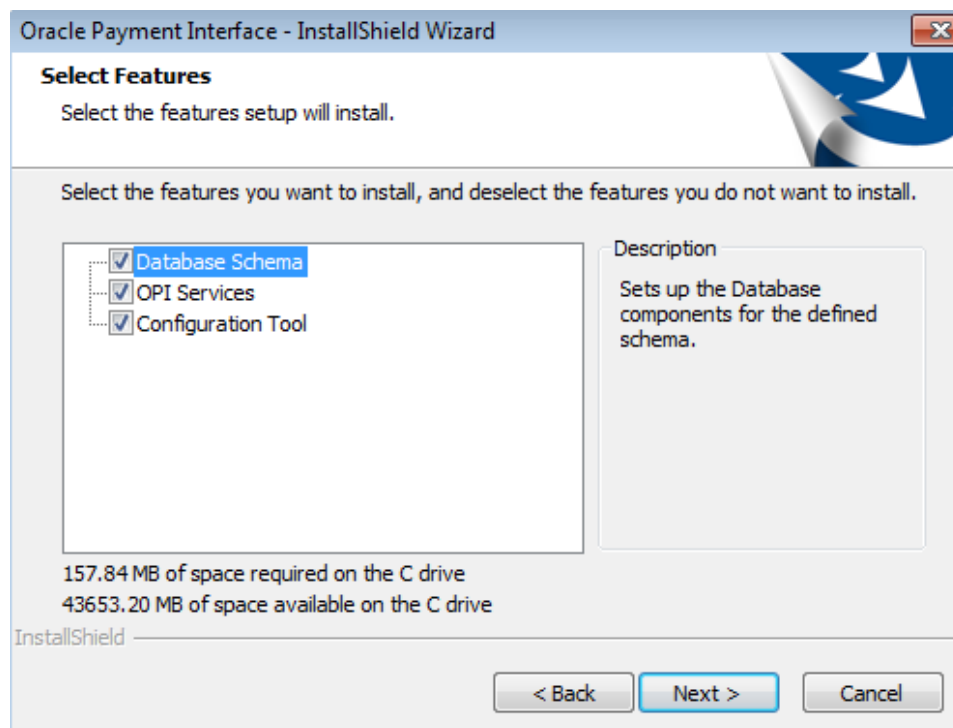 Oracle Payment Interface - InstallShield Wizard
Select Features
Select the features setup will install.
Select the features you want to install, and deselect the features you do not want to install.
Database Schema
OPI Services
Configuration Tool
Description
Sets up the Database
components for the defined
schema.
157.84 MB of space required on the C drive
43653.20 MB of space available on the C drive
InstallShield
< Back
Next >
Cancel